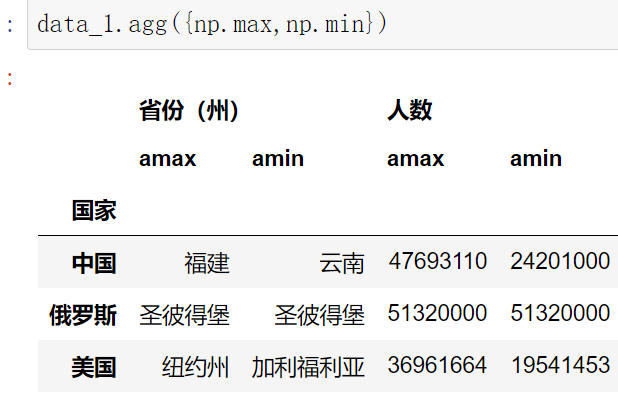 : data_1.agg({np.max,np.min})
:
省份（州） 人数
amax amin amax amin
国家
中国 福建 云南 47693110 24201000
俄罗斯 圣彼得堡 圣彼得堡 51320000 51320000
美国 纽约州 加利福利亚 36961664 19541453